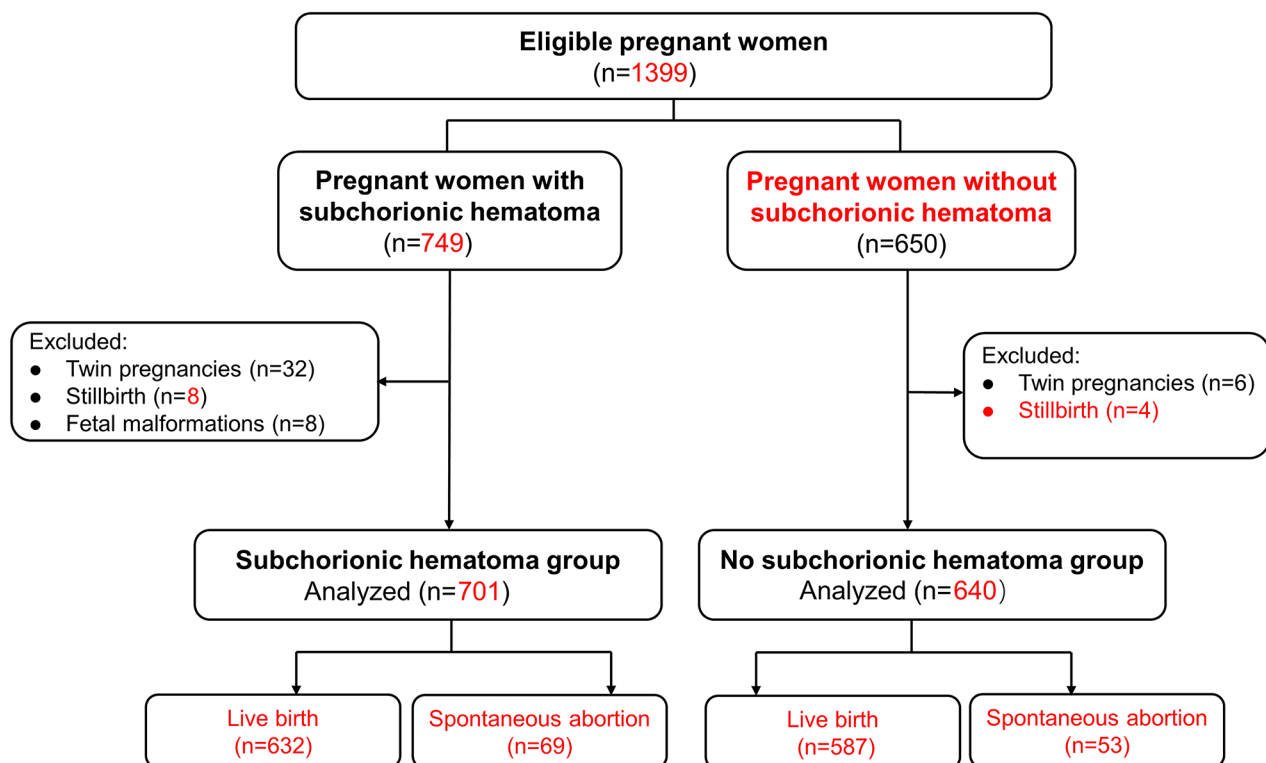 Eligible pregnant women
(n=1399)
Pregnant women with
subchorionic hematoma
(n=749)
Pregnant women without
subchorionic hematoma
(n=650)
Excluded:
● Twin pregnancies (n=32)
● Stillbirth (n=8)
● Fetal malformations (n=8)
Excluded:
● Twin pregnancies (n=6)
● Stillbirth (n=4)
Subchorionic hematoma group
Analyzed (n=701)
No subchorionic hematoma group
Analyzed (n=640)
Live birth
(n=632)
Spontaneous abortion
(n=69)
Live birth
(n=587)
Spontaneous abortion
(n=53)